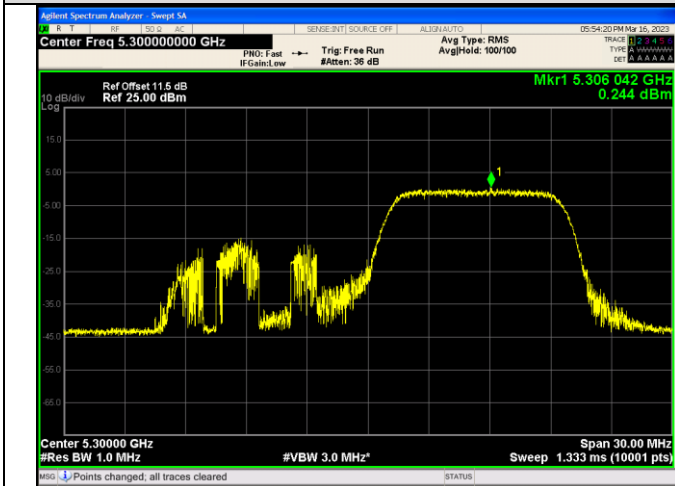 Agilent Spectrum Analyzer - Swept SA
R T RF 50 Ω AC SENSE:INT SOURCE OFF ALIGN AUTO 05:54:20 PM Mar 16, 2023
Center Freq 5.300000000 GHz
PNO: Fast
IFGain:Low
Trig: Free Run
#Atten: 36 dB
Avg Type: RMS
Avg|Hold: 100/100
TRACE 1 2 3 4 5 6
TYPE A
DET A A A A A A
Mkr1 5.306 042 GHz
0.244 dBm
Ref Offset 11.5 dB
Ref 25.00 dBm
10 dB/div
Log
15.0
5.00
-5.00
-15.0
-25.0
-35.0
-45.0
-55.0
-65.0
1
Center 5.30000 GHz
Span 30.00 MHz
#Res BW 1.0 MHz
#VBW 3.0 MHz*
Sweep 1.333 ms (10001 pts)
MSG Points changed; all traces cleared
STATUS